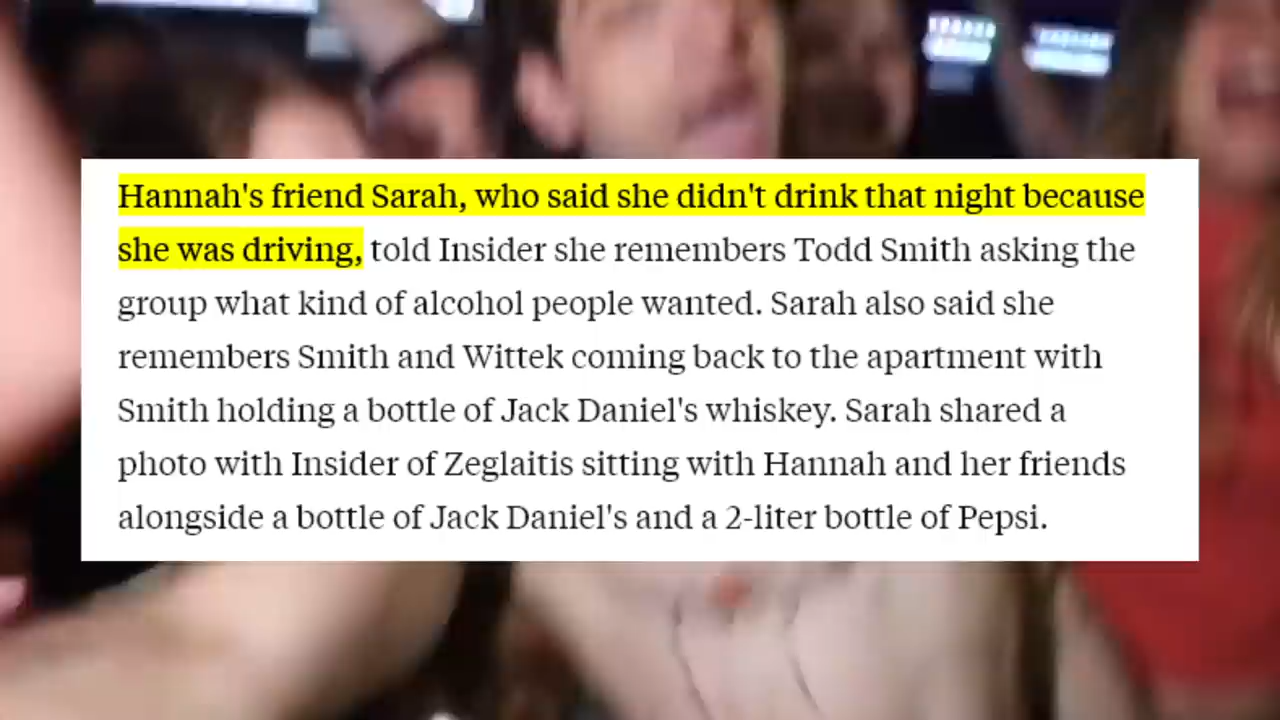 Hannah's friend Sarah, who said she didn't drink that night because
she was driving, told Insider she remembers Todd Smith asking the
group what kind of alcohol people wanted. Sarah also said she
remembers Smith and Wittek coming back to the apartment with
Smith holding a bottle of Jack Daniel's whiskey. Sarah shared a
photo with Insider of Zeglaitis sitting with Hannah and her friends
alongside a bottle of Jack Daniel's and a 2-liter bottle of Pepsi.